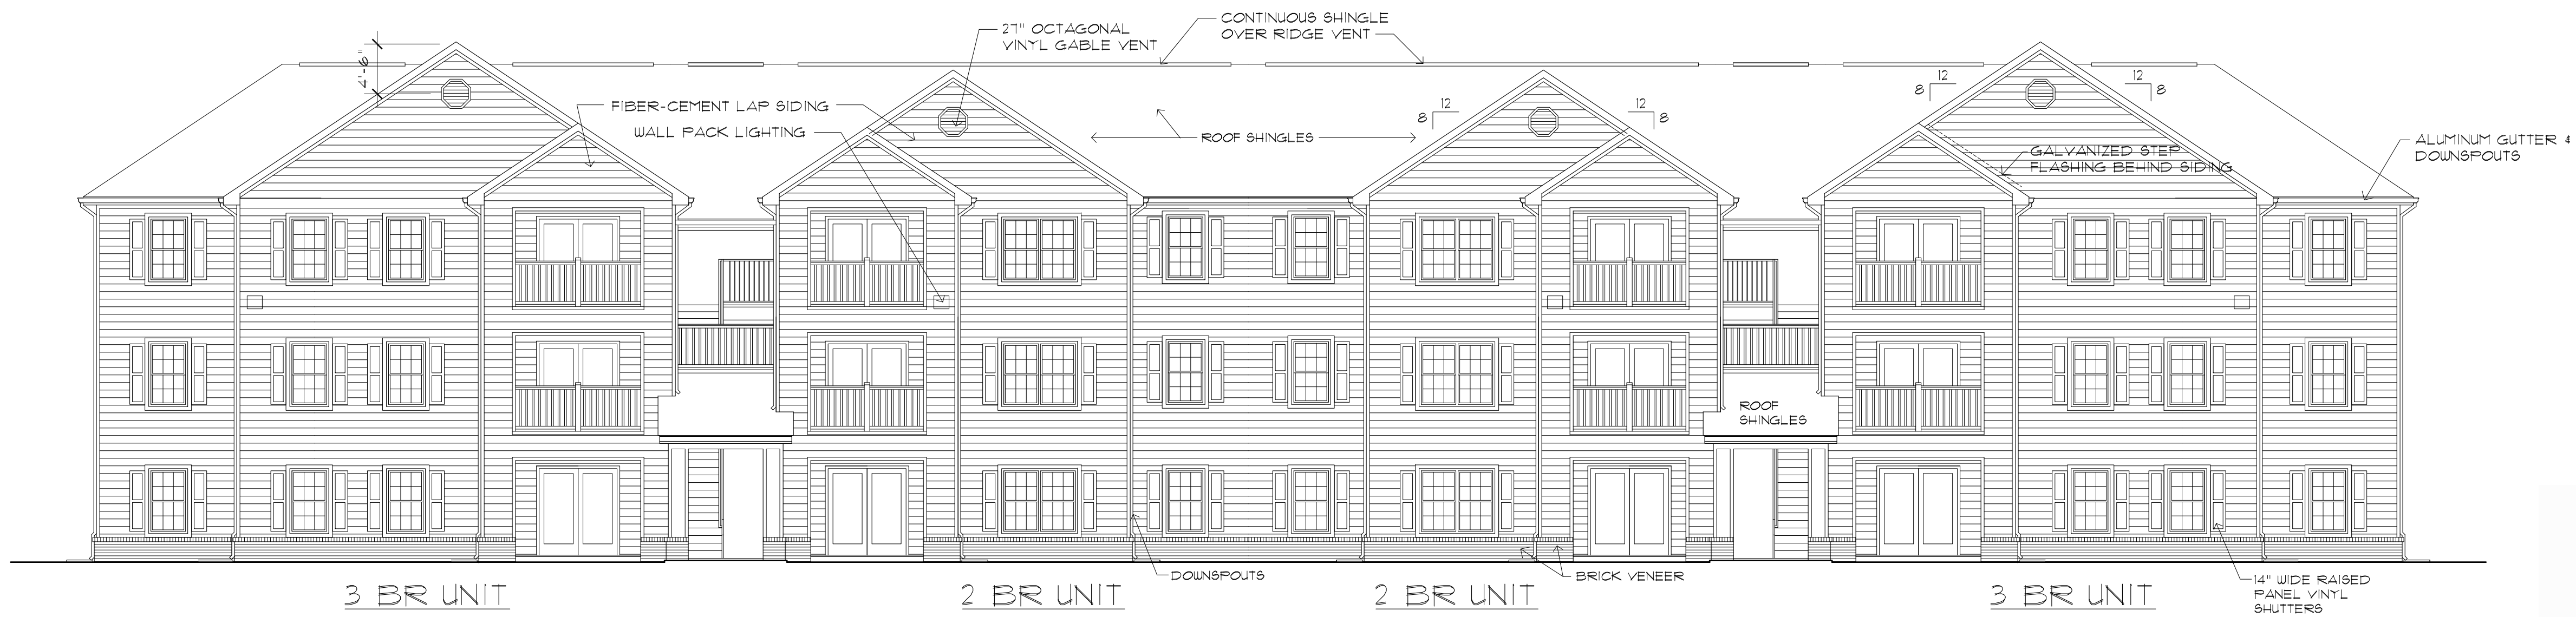 CONTINUOUS SHINGLE
OVER RIDGE VENT
27" OCTAGONAL
VINYL GABLE VENT
4'-6"
FIBER-CEMENT LAP SIDING
WALL PACK LIGHTING
ROOF SHINGLES
12
8
12
8
12
8
12
8
GALVANIZED STEP
FLASHING BEHIND SIDING
ALUMINUM GUTTER &
DOWNSPOUTS
ROOF
SHINGLES
DOWNSPOUTS
BRICK VENEER
14" WIDE RAISED
PANEL VINYL
SHUTTERS
3 BR UNIT
2 BR UNIT
2 BR UNIT
3 BR UNIT